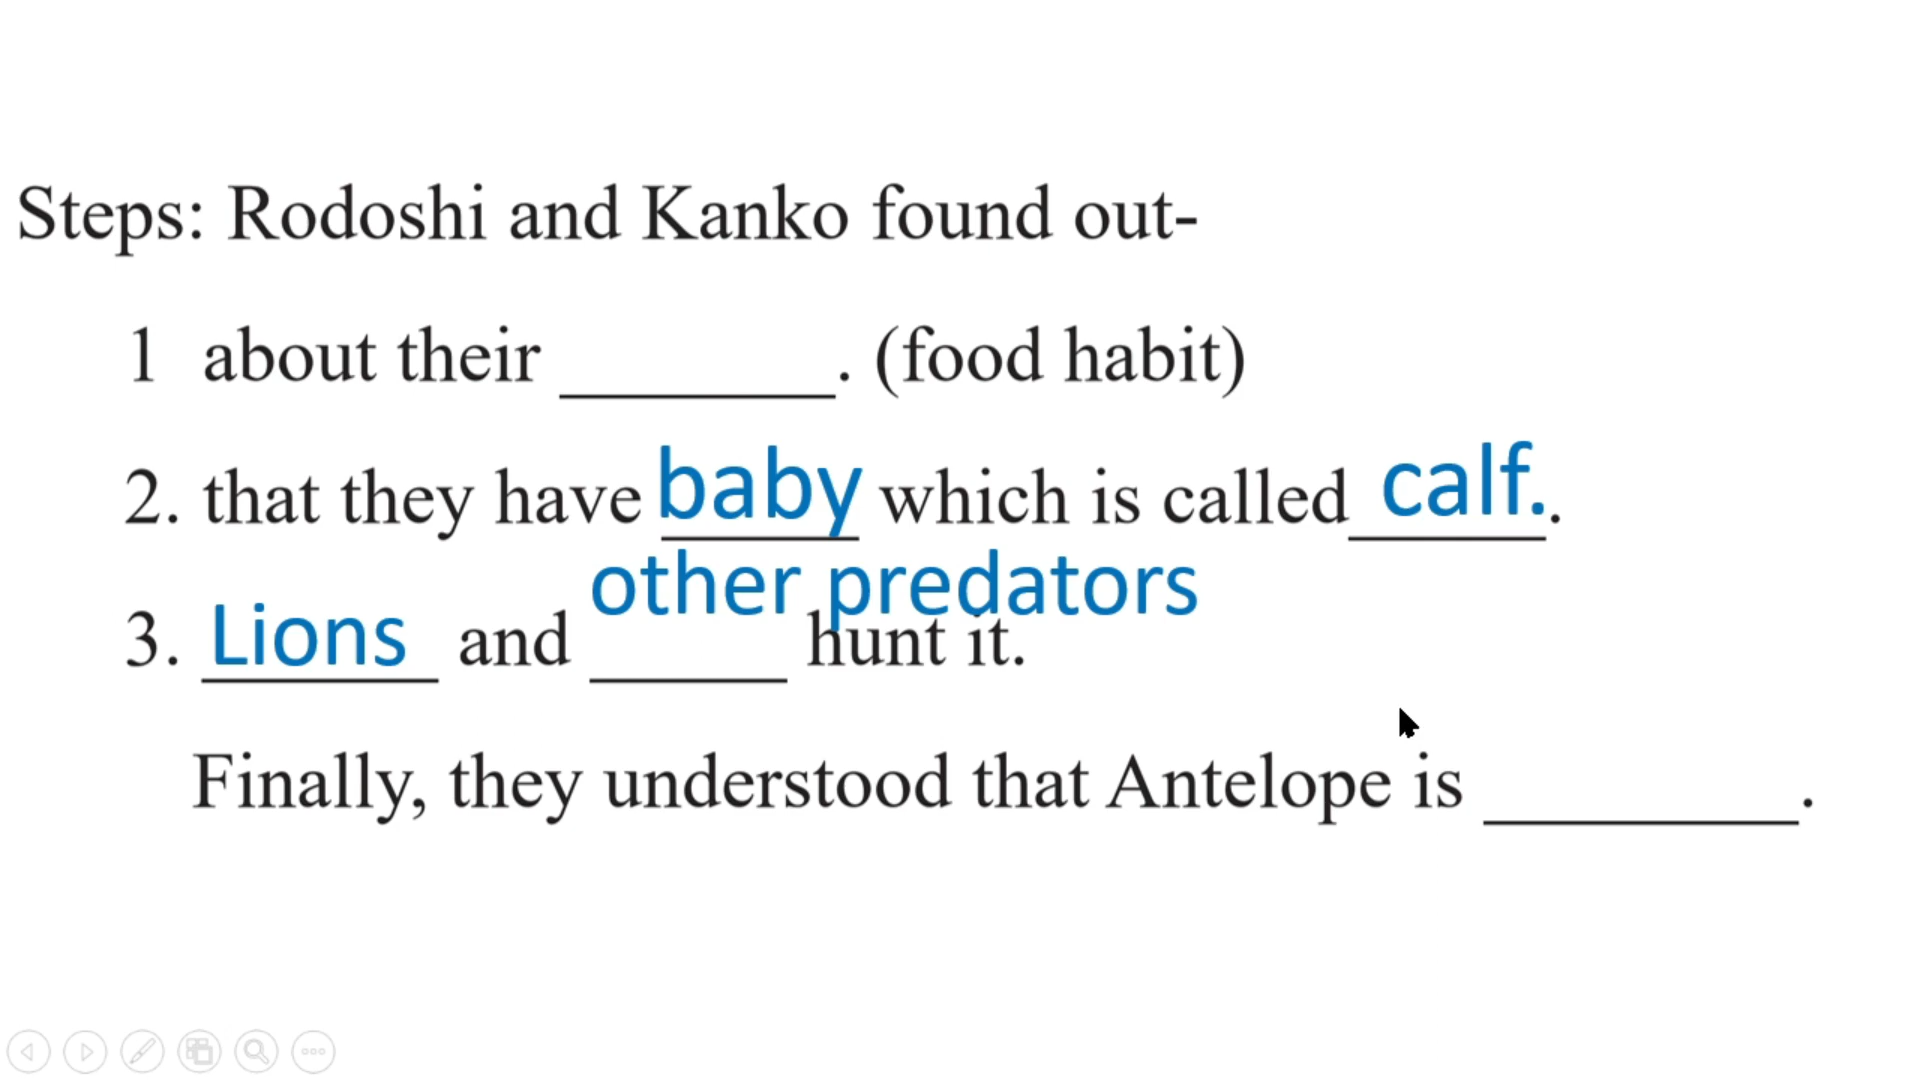 Steps: Rodoshi and Kanko found out-
1 about their ________. (food habit)
2. that they have baby which is called calf..
other predators
3. Lions and ______ hunt it.
Finally, they understood that Antelope is _________.